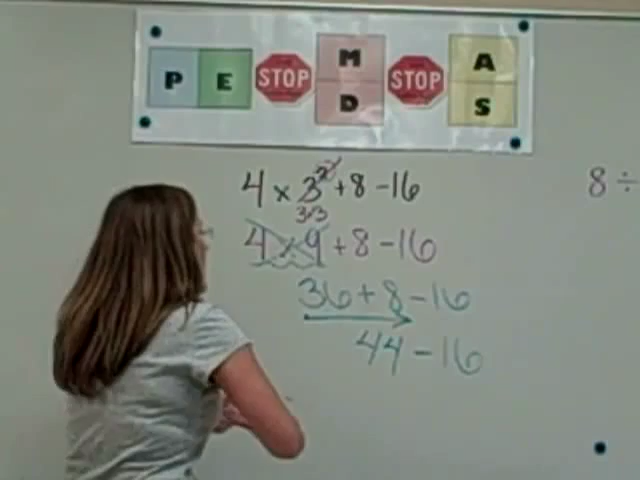 P E STOP M D STOP A S
4 x 3² + 8 - 16
3·3
4 · 9 + 8 - 16
36 + 8 - 16
44 - 16
8 ÷